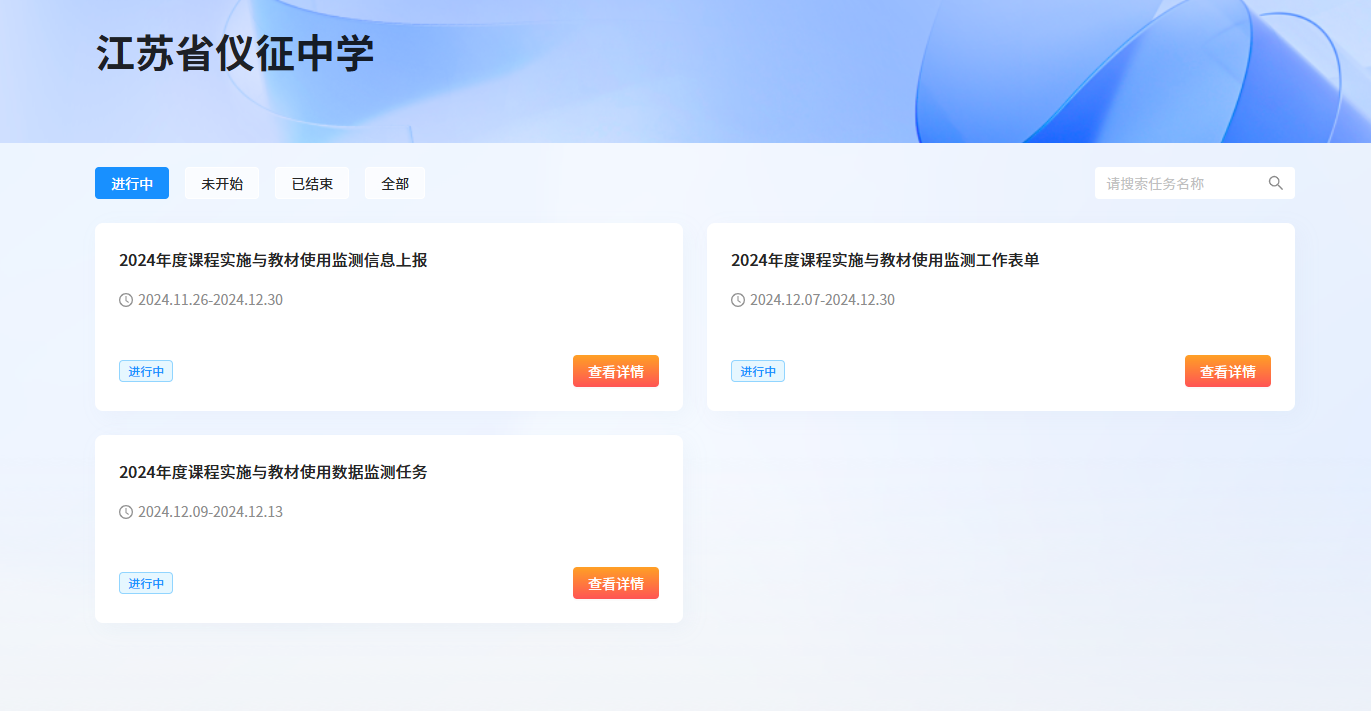 江苏省仪征中学
进行中 未开始 已结束 全部 请搜索任务名称
2024年度课程实施与教材使用监测信息上报
2024.11.26-2024.12.30
进行中 查看详情
2024年度课程实施与教材使用监测工作表单
2024.12.07-2024.12.30
进行中 查看详情
2024年度课程实施与教材使用数据监测任务
2024.12.09-2024.12.13
进行中 查看详情